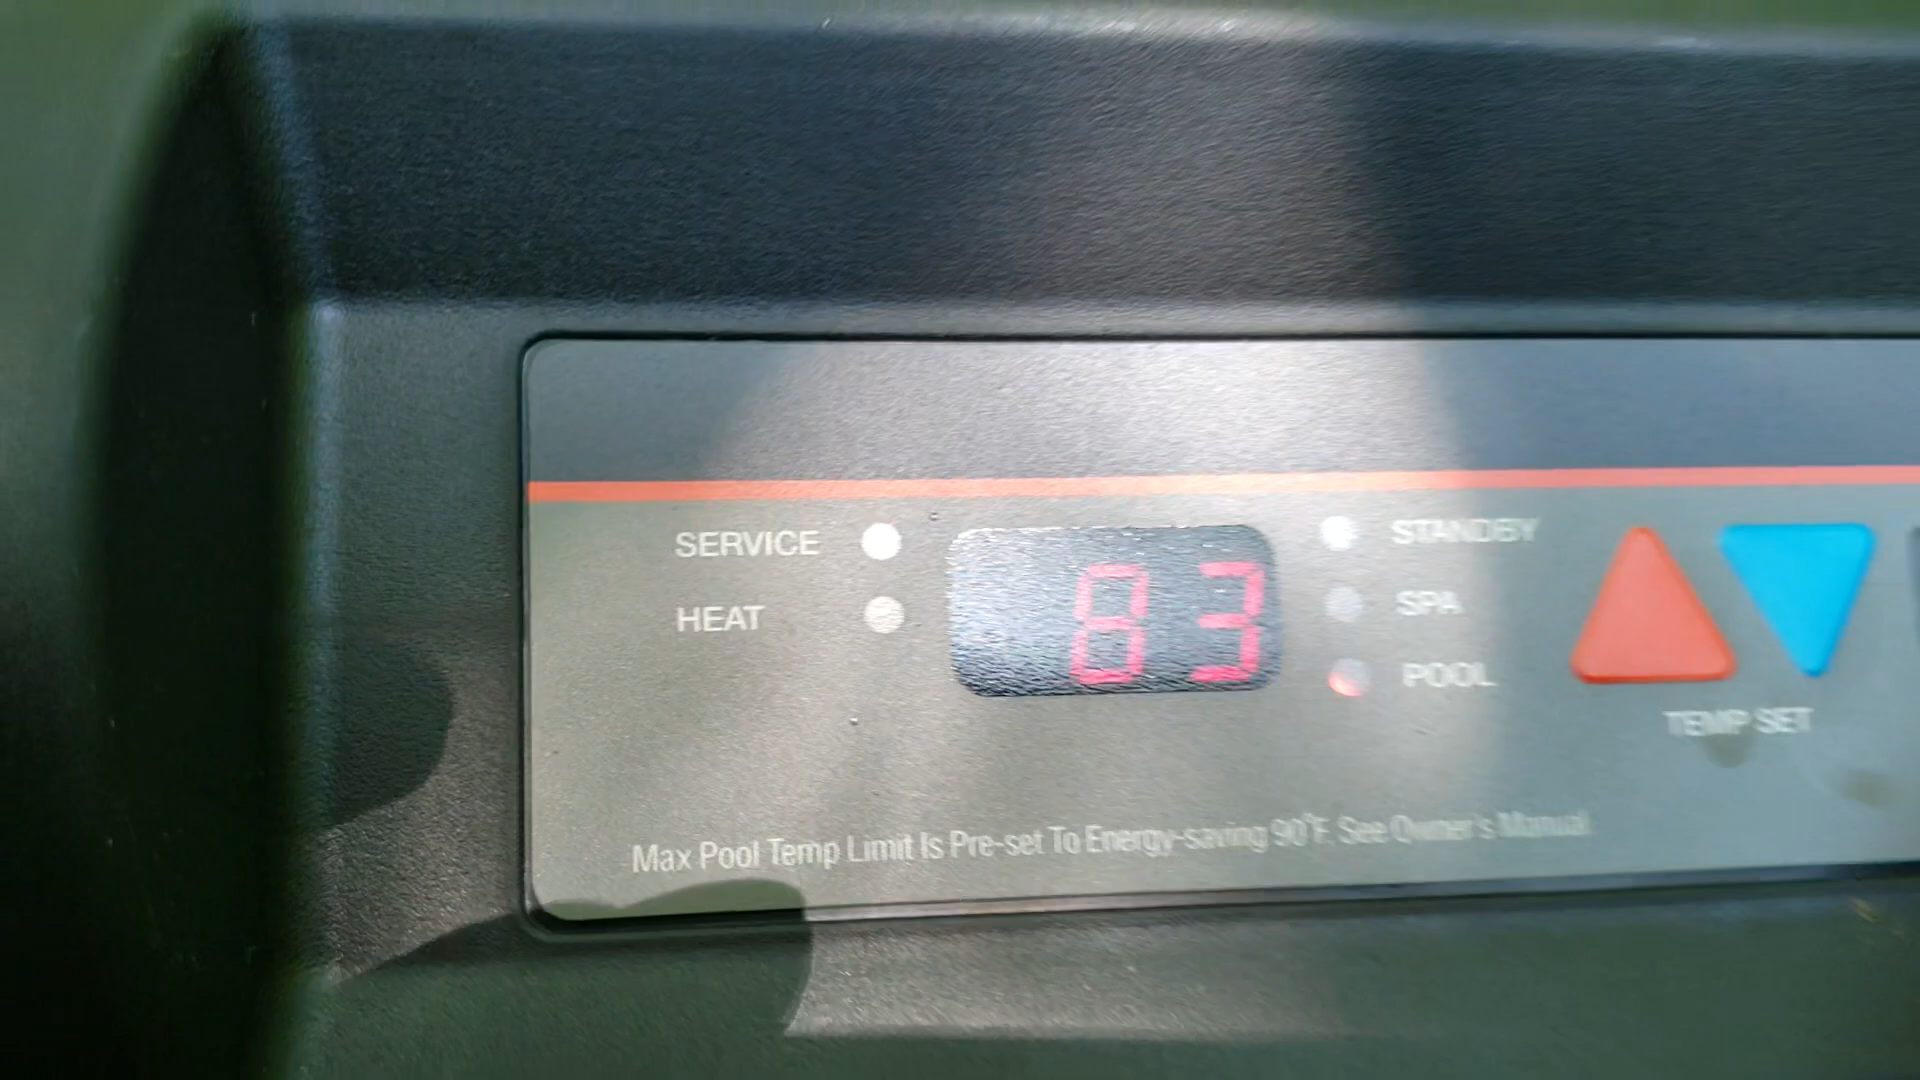 SERVICE
HEAT
83
STANDBY
SPA
POOL
TEMP SET
Max Pool Temp Limit Is Pre-set To Energy-saving 90°F. See Owner's Manual